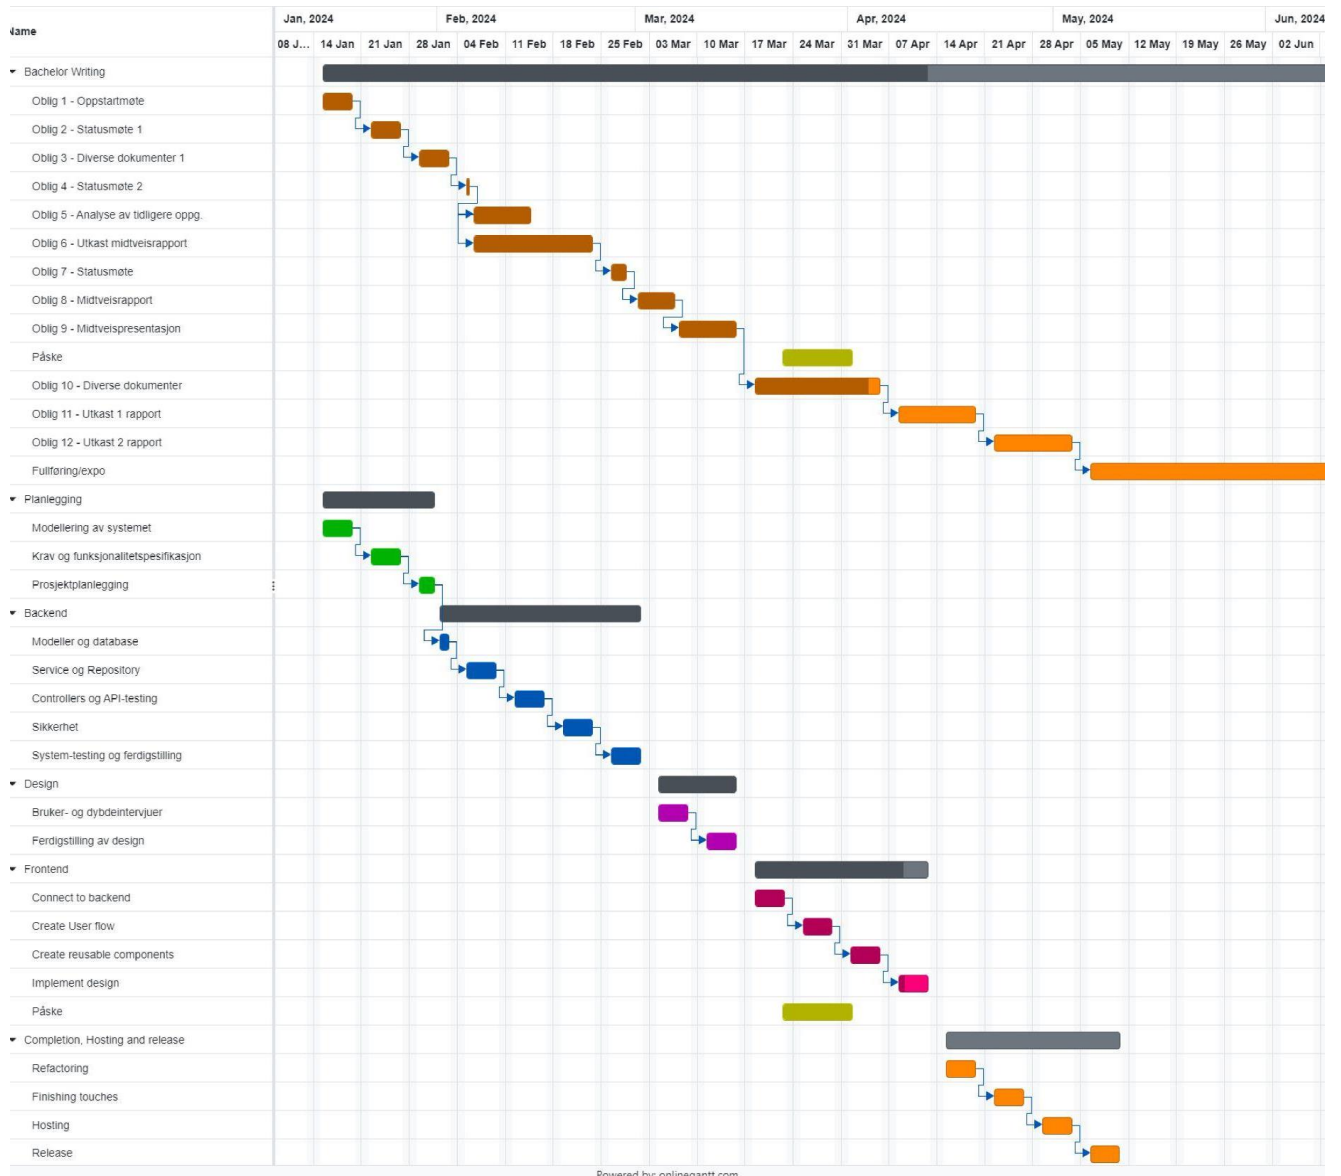 Jan, 2024 Feb, 2024 Mar, 2024 Apr, 2024 May, 2024 Jun, 2024
Name
08 J... 14 Jan 21 Jan 28 Jan 04 Feb 11 Feb 18 Feb 25 Feb 03 Mar 10 Mar 17 Mar 24 Mar 31 Mar 07 Apr 14 Apr 21 Apr 28 Apr 05 May 12 May 19 May 26 May 02 Jun
Bachelor Writing
Oblig 1 - Oppstartmøte
Oblig 2 - Statusmøte 1
Oblig 3 - Diverse dokumenter 1
Oblig 4 - Statusmøte 2
Oblig 5 - Analyse av tidligere oppg.
Oblig 6 - Utkast midtveisrapport
Oblig 7 - Statusmøte
Oblig 8 - Midtveisrapport
Oblig 9 - Midtveispresentasjon
Påske
Oblig 10 - Diverse dokumenter
Oblig 11 - Utkast 1 rapport
Oblig 12 - Utkast 2 rapport
Fullføring/expo
Planlegging
Modellering av systemet
Krav og funksjonalitetspesifikasjon
Prosjektplanlegging
Backend
Modeller og database
Service og Repository
Controllers og API-testing
Sikkerhet
System-testing og ferdigstilling
Design
Bruker- og dybdeintervjuer
Ferdigstilling av design
Frontend
Connect to backend
Create User flow
Create reusable components
Implement design
Påske
Completion, Hosting and release
Refactoring
Finishing touches
Hosting
Release
Powered by: onlinegantt.com